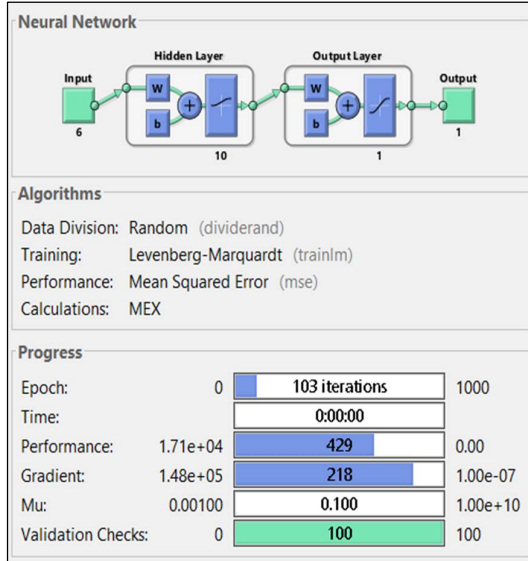 Neural Network
Hidden Layer Output Layer
Input Output
W W
+ +
b b
6 1
10 1
Algorithms
Data Division: Random (dividerand)
Training: Levenberg-Marquardt (trainlm)
Performance: Mean Squared Error (mse)
Calculations: MEX
Progress
Epoch: 0 103 iterations 1000
Time: 0:00:00
Performance: 1.71e+04 429 0.00
Gradient: 1.48e+05 218 1.00e-07
Mu: 0.00100 0.100 1.00e+10
Validation Checks: 0 100 100